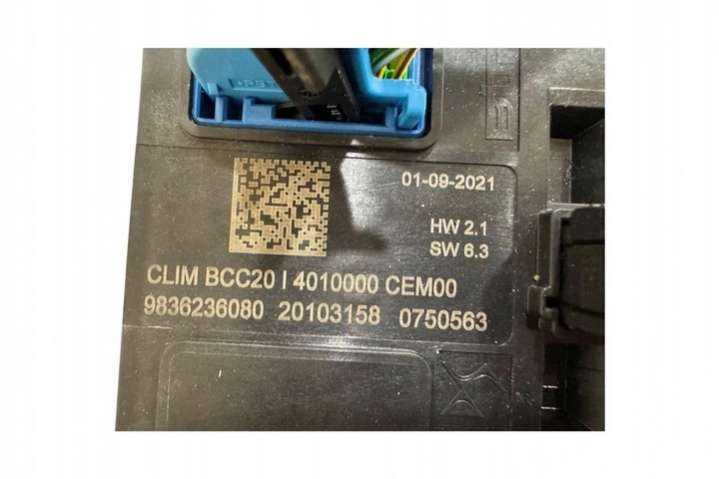 01-09-2021
HW 2.1
SW 6.3
CLIM BCC20 I 4010000 CEM00
9836236080 20103158 0750563